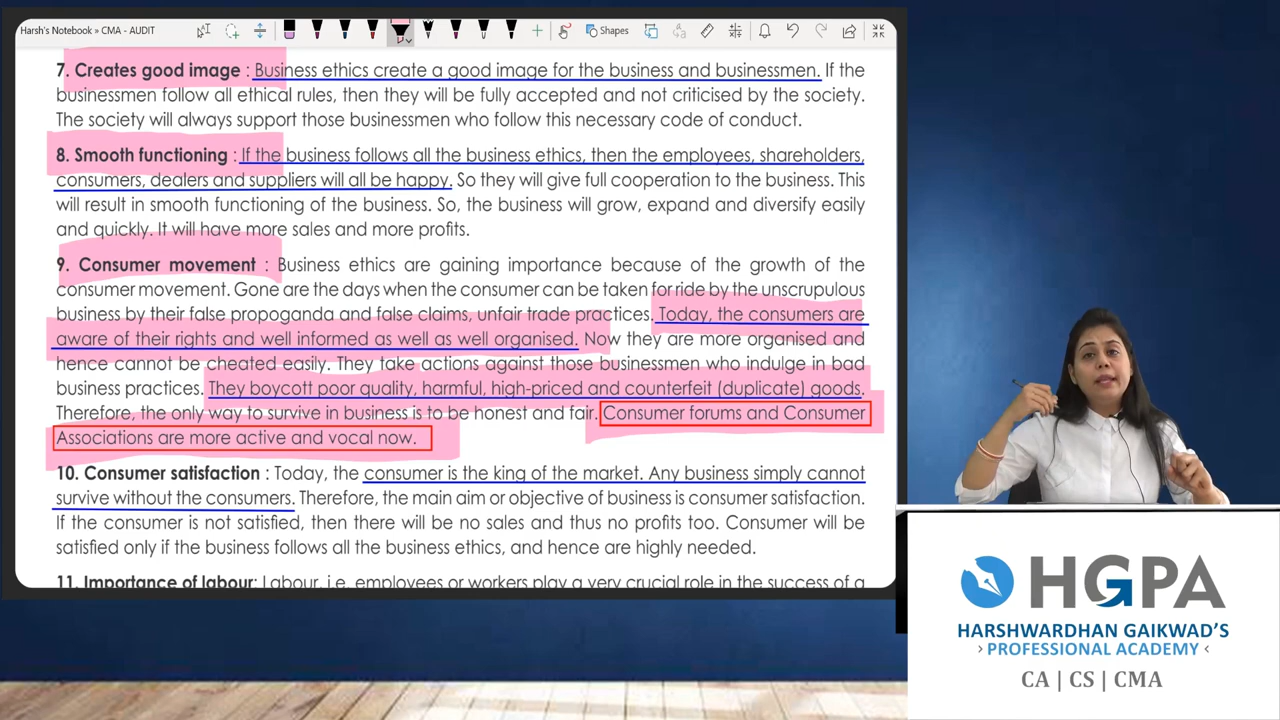 Harsh's Notebook » CMA - AUDIT
Shapes
7. Creates good image : Business ethics create a good image for the business and businessmen. If the
businessmen follow all ethical rules, then they will be fully accepted and not criticised by the society.
The society will always support those businessmen who follow this necessary code of conduct.
8. Smooth functioning : If the business follows all the business ethics, then the employees, shareholders,
consumers, dealers and suppliers will all be happy. So they will give full cooperation to the business. This
will result in smooth functioning of the business. So, the business will grow, expand and diversify easily
and quickly. It will have more sales and more profits.
9. Consumer movement : Business ethics are gaining importance because of the growth of the
consumer movement. Gone are the days when the consumer can be taken for ride by the unscrupulous
business by their false propoganda and false claims, unfair trade practices. Today, the consumers are
aware of their rights and well informed as well as well organised. Now they are more organised and
hence cannot be cheated easily. They take actions against those businessmen who indulge in bad
business practices. They boycott poor quality, harmful, high-priced and counterfeit (duplicate) goods.
Therefore, the only way to survive in business is to be honest and fair. Consumer forums and Consumer
Associations are more active and vocal now.
10. Consumer satisfaction : Today, the consumer is the king of the market. Any business simply cannot
survive without the consumers. Therefore, the main aim or objective of business is consumer satisfaction.
If the consumer is not satisfied, then there will be no sales and thus no profits too. Consumer will be
satisfied only if the business follows all the business ethics, and hence are highly needed.
11. Importance of labour: Labour, i.e. employees or workers play a very crucial role in the success of a
HGPA
HARSHWARDHAN GAIKWAD'S
› PROFESSIONAL ACADEMY ‹
CA | CS | CMA